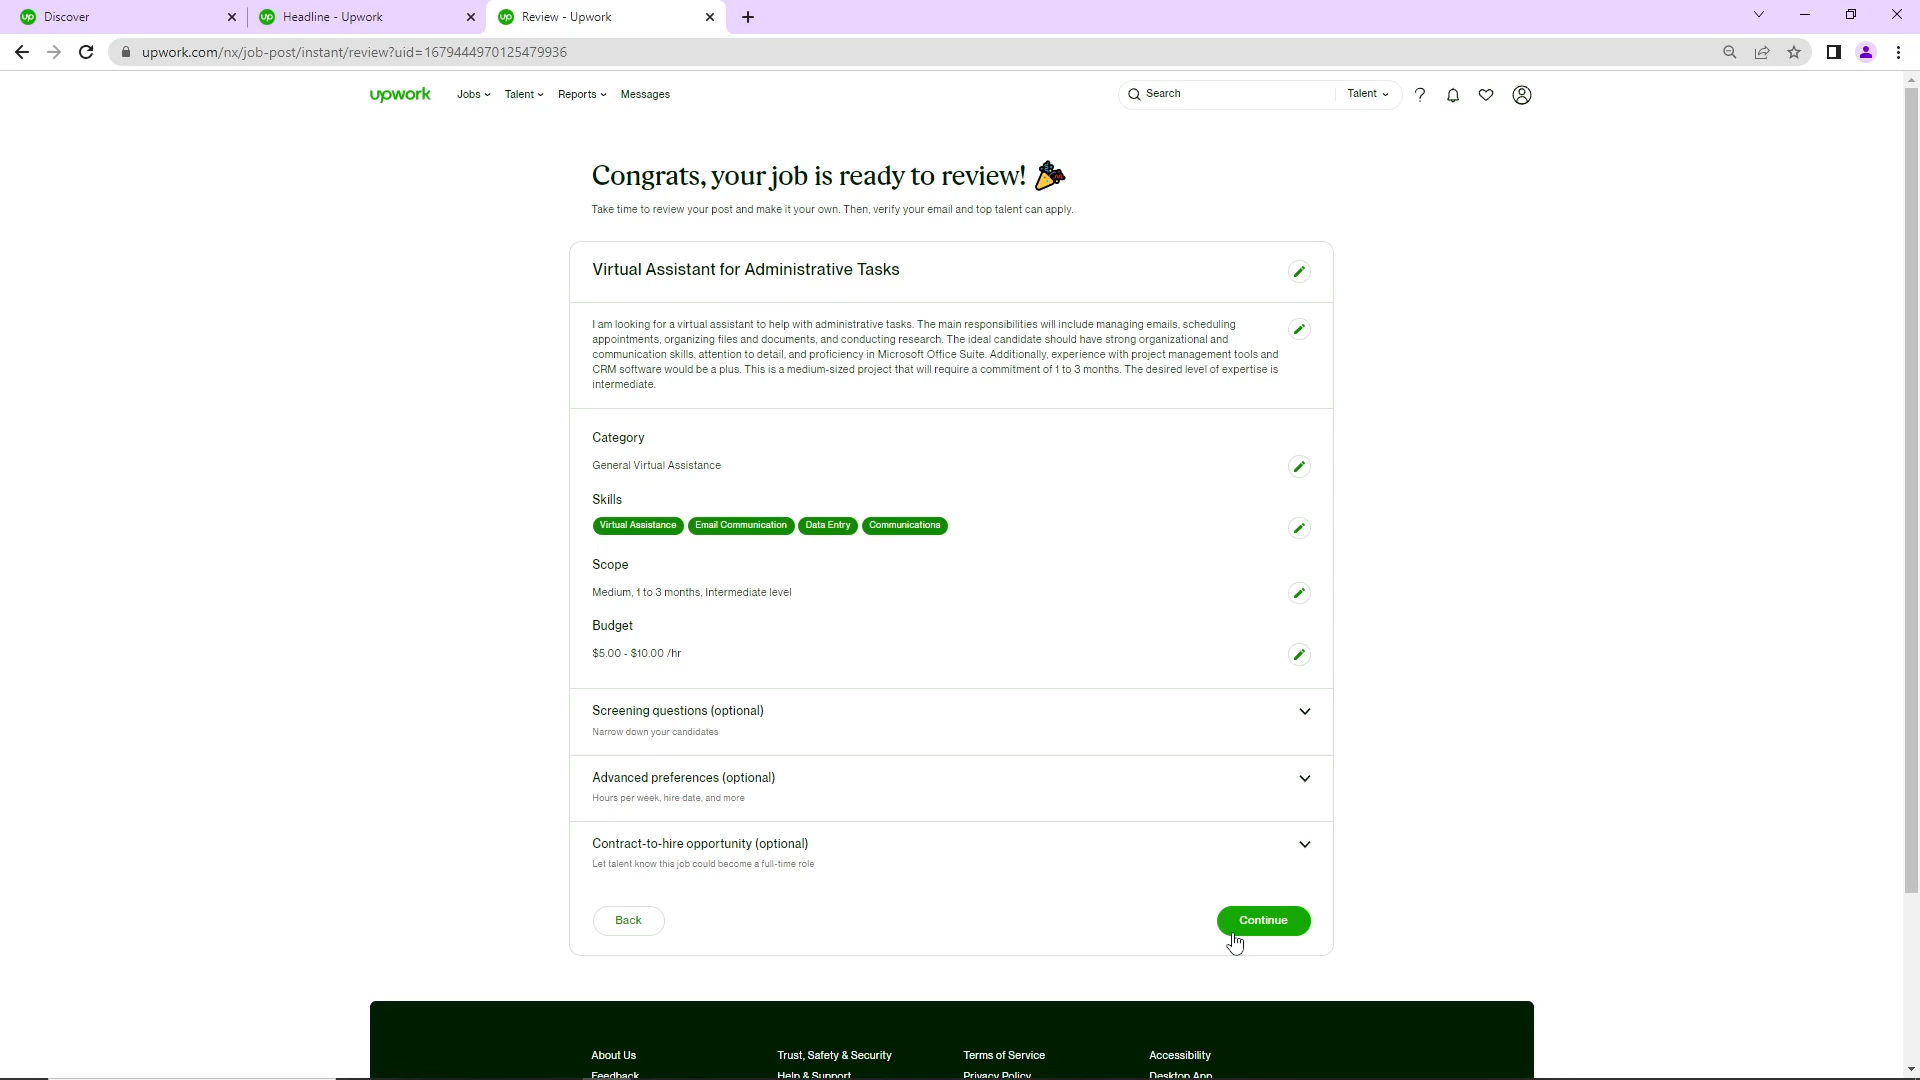 Discover
Headline - Upwork
Review - Upwork
upwork.com/nx/job-post/instant/review?uid=1679444970125479936
upwork Jobs Talent Reports Messages Search Talent
Congrats, your job is ready to review!
Take time to review your post and make it your own. Then, verify your email and top talent can apply.
Virtual Assistant for Administrative Tasks
I am looking for a virtual assistant to help with administrative tasks. The main responsibilities will include managing emails, scheduling
appointments, organizing files and documents, and conducting research. The ideal candidate should have strong organizational and
communication skills, attention to detail, and proficiency in Microsoft Office Suite. Additionally, experience with project management tools and
CRM software would be a plus. This is a medium-sized project that will require a commitment of 1 to 3 months. The desired level of expertise is
intermediate.
Category
General Virtual Assistance
Skills
Virtual Assistance Email Communication Data Entry Communications
Scope
Medium, 1 to 3 months, Intermediate level
Budget
$5.00 - $10.00 /hr
Screening questions (optional)
Narrow down your candidates
Advanced preferences (optional)
Hours per week, hire date, and more
Contract-to-hire opportunity (optional)
Let talent know this job could become a full-time role
Back Continue
About Us Trust, Safety & Security Terms of Service Accessibility
Feedback Help & Support Privacy Policy Desktop App